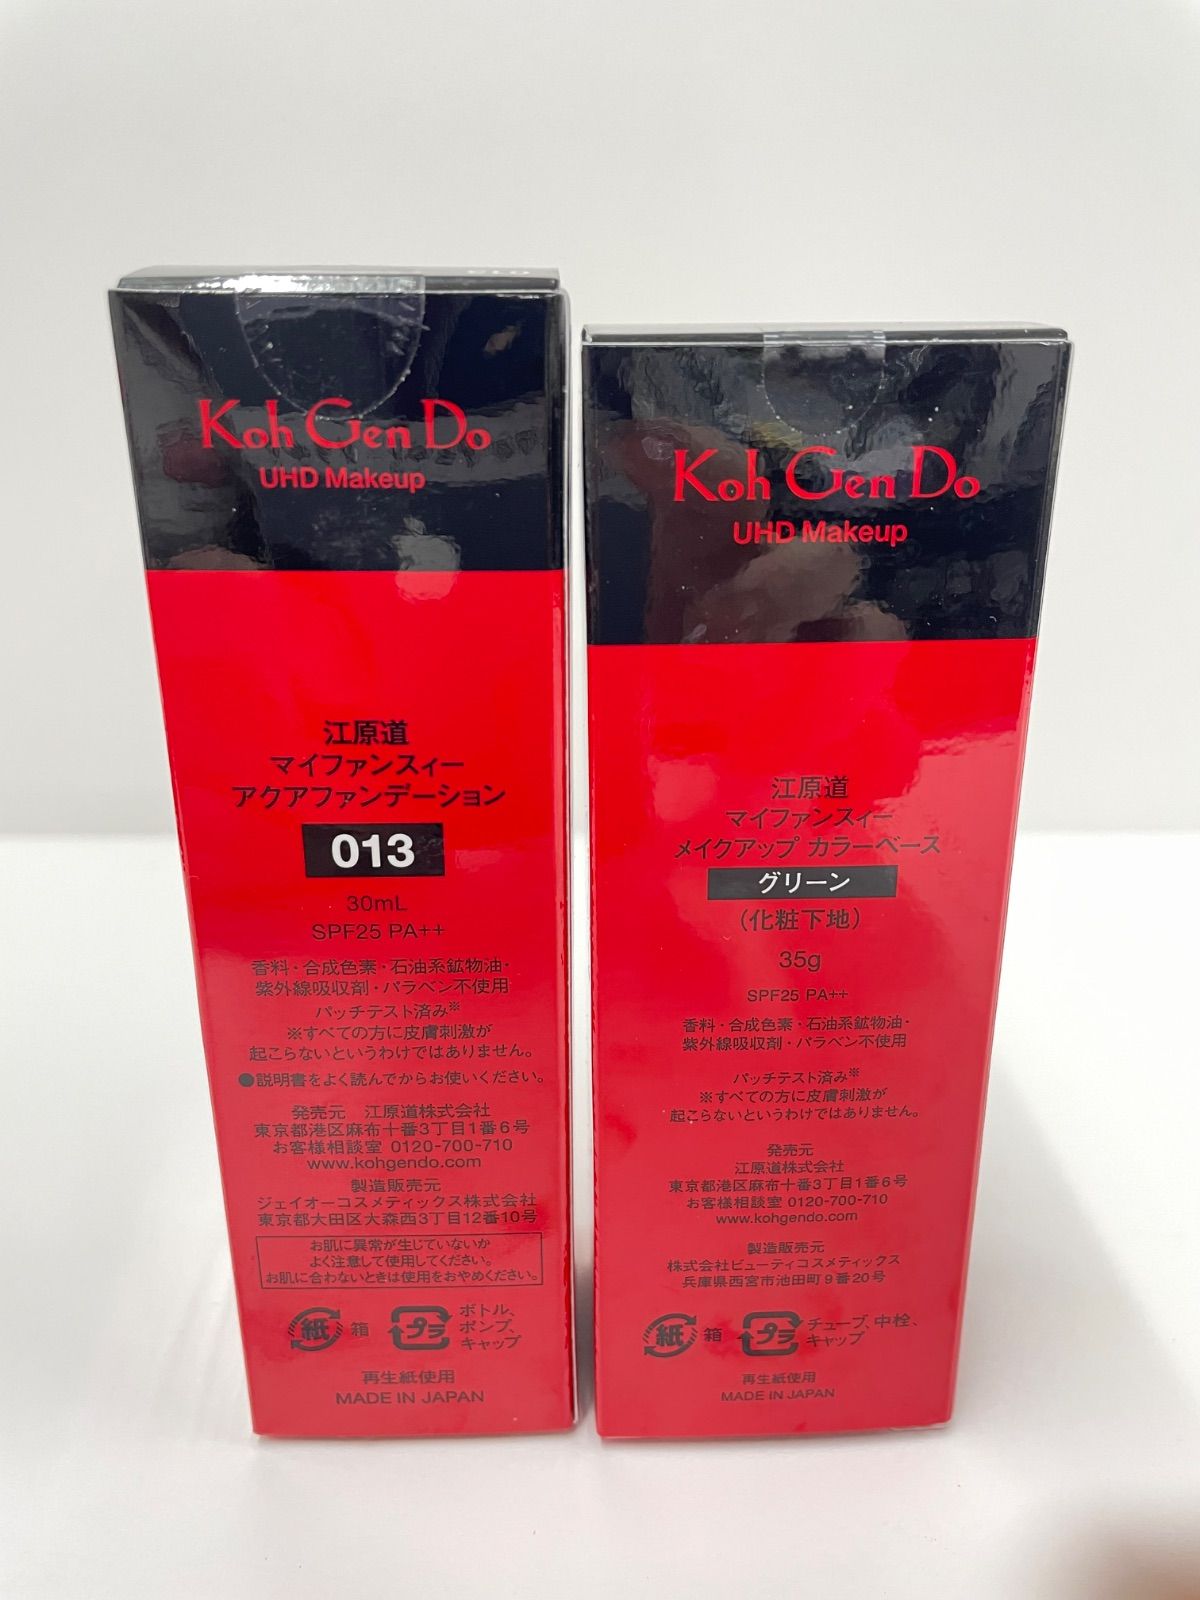 Koh Gen Do
UHD Makeup
江原道
マイファンスィー
アクアファンデーション
013
30mL
SPF25 PA++
香料・合成色素・石油系鉱物油・
紫外線吸収剤・パラベン不使用
パッチテスト済み※
※すべての方に皮膚刺激が
起こらないというわけではありません。
●説明書をよく読んでからお使いください。
発売元 江原道株式会社
東京都港区麻布十番3丁目1番6号
お客様相談室 0120-700-710
www.kohgendo.com
製造販売元
ジェイオーコスメティックス株式会社
東京都大田区大森西3丁目12番10号
お肌に異常が生じていないか
よく注意して使用してください。
お肌に合わないときは使用をおやめください。
紙 箱 プラ ボトル、
ポンプ、
キャップ
再生紙使用
MADE IN JAPAN
Koh Gen Do
UHD Makeup
江原道
マイファンスィー
メイクアップ カラーベース
グリーン
(化粧下地)
35g
SPF25 PA++
香料・合成色素・石油系鉱物油・
紫外線吸収剤・パラベン不使用
パッチテスト済み※
※すべての方に皮膚刺激が
起こらないというわけではありません。
発売元
江原道株式会社
東京都港区麻布十番3丁目1番6号
お客様相談室 0120-700-710
www.kohgendo.com
製造販売元
株式会社ビューティコスメティックス
兵庫県西宮市池田町9番20号
紙 箱 プラ チューブ、中栓、
キャップ
再生紙使用
MADE IN JAPAN